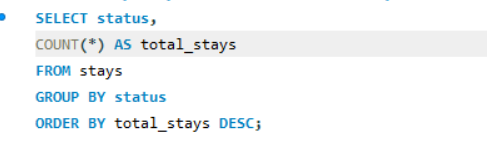 SELECT status,
COUNT(*) AS total_stays
FROM stays
GROUP BY status
ORDER BY total_stays DESC;